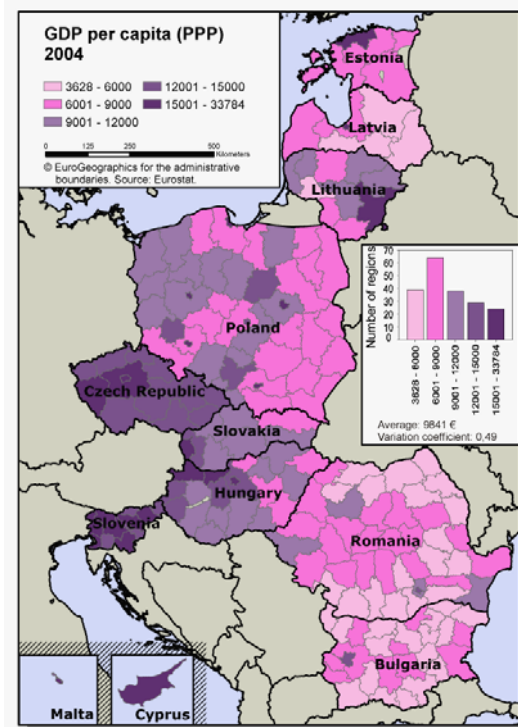 GDP per capita (PPP)
2004
3628 - 6000
12001 - 15000
6001 - 9000
15001 - 33784
9001 - 12000
0 125 250 500
Kilometers
© EuroGeographics for the administrative
boundaries. Source: Eurostat.
Estonia
Latvia
Lithuania
Poland
Czech Republic
Slovakia
Hungary
Slovenia
Romania
Bulgaria
Malta
Cyprus
Number of regions
70
60
50
40
30
20
10
0
3628 - 6000
6001 - 9000
9001 - 12000
12001 - 15000
15001 - 33784
Average: 9841 €
Variation coefficient: 0,49